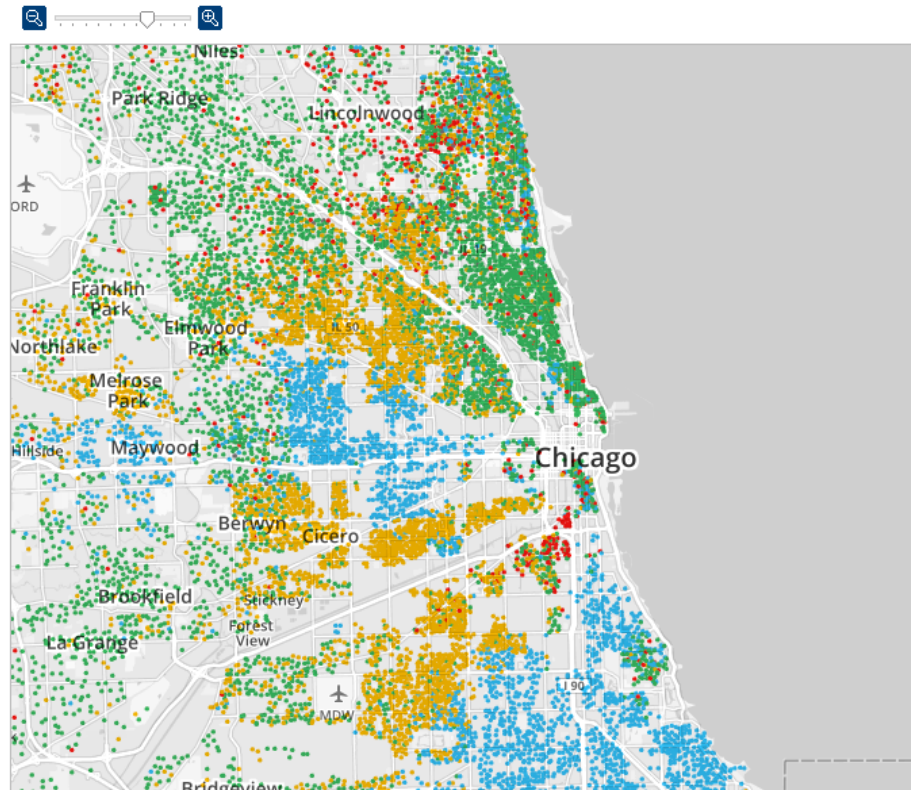 Niles
Park Ridge
Lincolnwood
ORD
IL 19
Franklin
Park
IL 50
Elmwood
Park
Northlake
Melrose
Park
Hillside
Maywood
Chicago
Berwyn
Cicero
Brookfield
Stickney
Forest
View
La Grange
I 90
MDW
Bridgeview